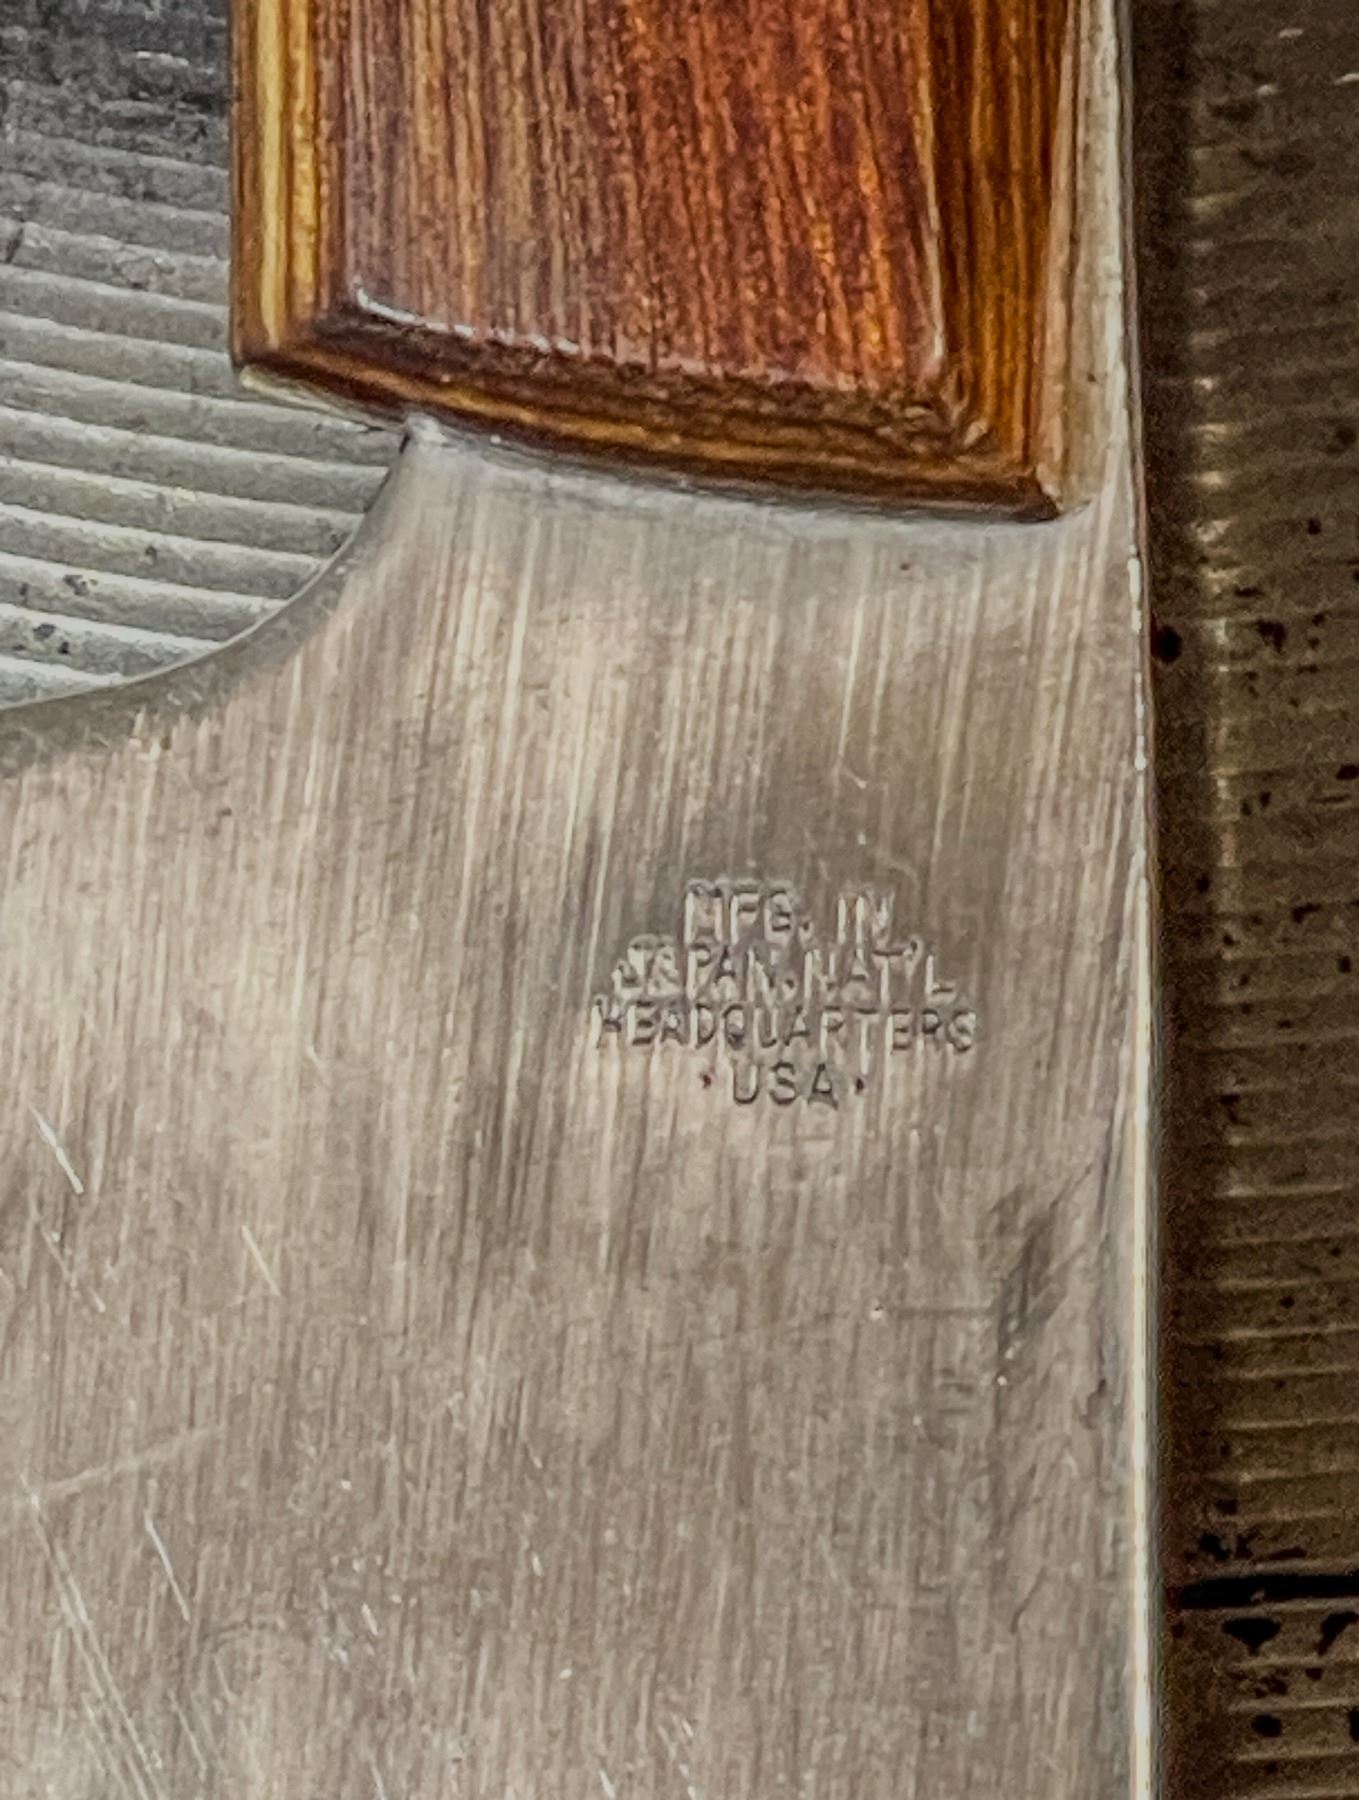 MFG. IN
JAPAN.NAT'L
HEADQUARTERS
·USA·